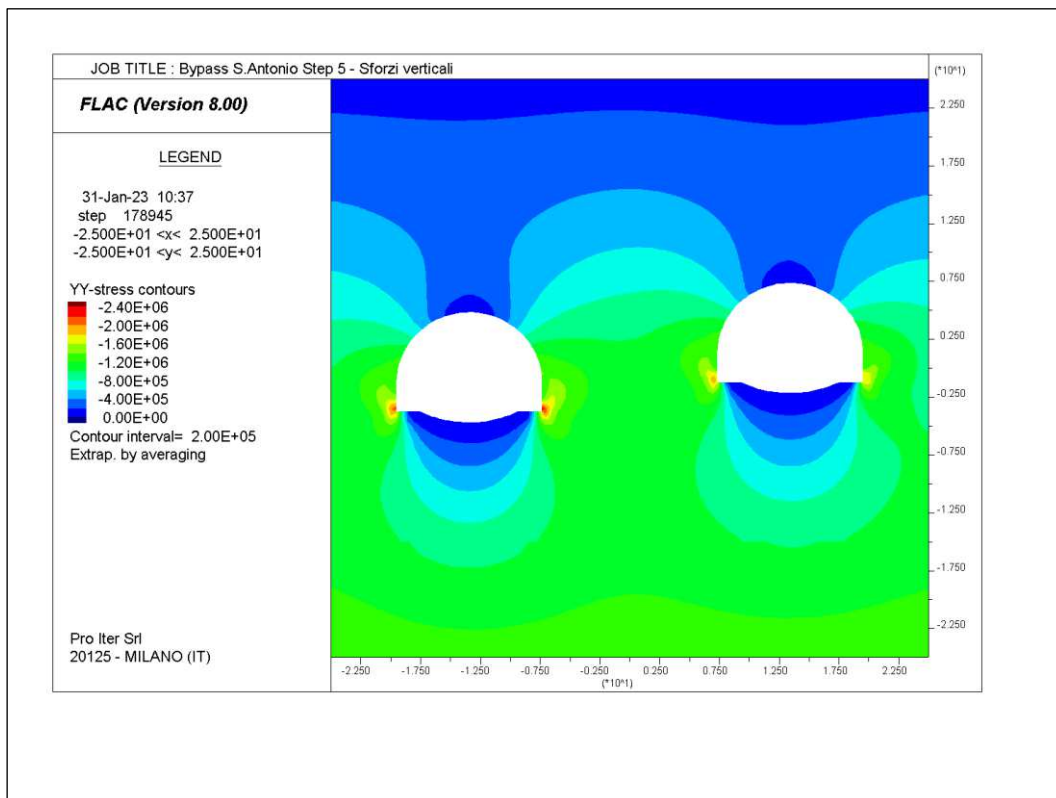 JOB TITLE : Bypass S.Antonio Step 5 - Sforzi verticali
FLAC (Version 8.00)
LEGEND
31-Jan-23 10:37
step 178945
-2.500E+01 <x< 2.500E+01
-2.500E+01 <y< 2.500E+01
YY-stress contours
-2.40E+06
-2.00E+06
-1.60E+06
-1.20E+06
-8.00E+05
-4.00E+05
0.00E+00
Contour interval= 2.00E+05
Extrap. by averaging
Pro Iter Srl
20125 - MILANO (IT)
(*10^1)
2.250
1.750
1.250
0.750
0.250
-0.250
-0.750
-1.250
-1.750
-2.250
-2.250 -1.750 -1.250 -0.750 -0.250 0.250 0.750 1.250 1.750 2.250
(*10^1)